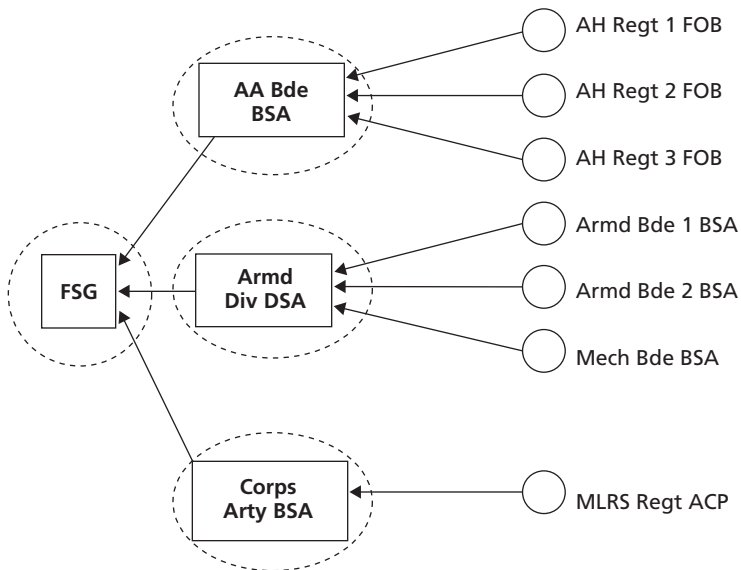 AH Regt 1 FOB
AA Bde
BSA
AH Regt 2 FOB
AH Regt 3 FOB
Armd Bde 1 BSA
FSG
Armd
Div DSA
Armd Bde 2 BSA
Mech Bde BSA
Corps
Arty BSA
MLRS Regt ACP